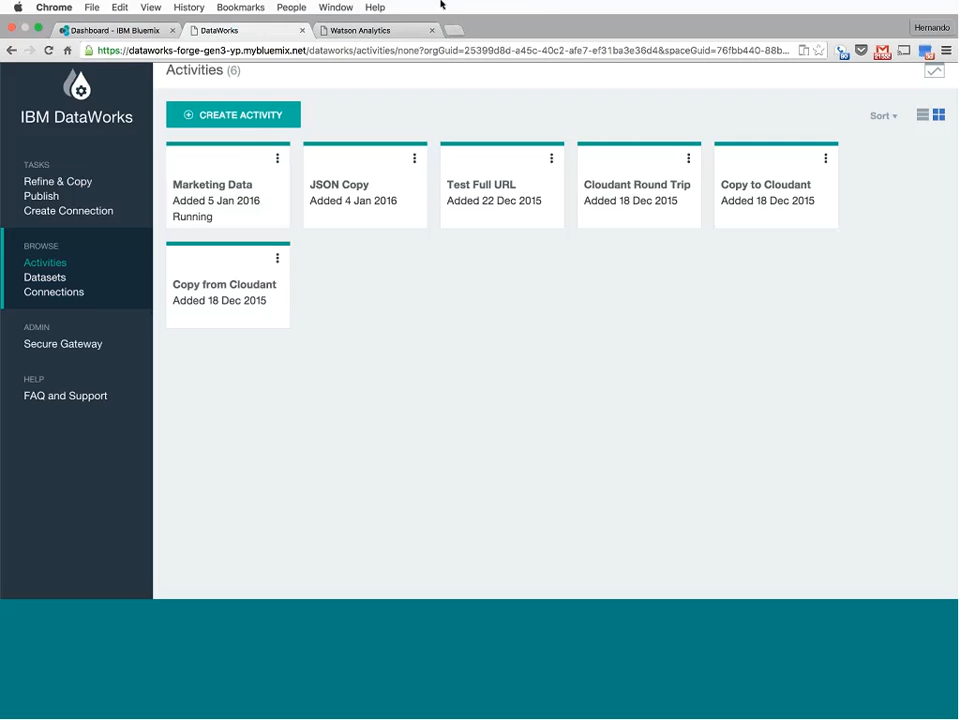 Chrome File Edit View History Bookmarks People Window Help
Dashboard - IBM Bluemix
DataWorks
Watson Analytics
Hernando
https://dataworks-forge-gen3-yp.mybluemix.net/dataworks/activities/none?orgGuid=25399d8d-a45c-40c2-afe7-ef31ba3e36d4&spaceGuid=76fbb440-88b...
IBM DataWorks
TASKS
Refine & Copy
Publish
Create Connection
BROWSE
Activities
Datasets
Connections
ADMIN
Secure Gateway
HELP
FAQ and Support
Activities (6)
CREATE ACTIVITY
Sort
Marketing Data
Added 5 Jan 2016
Running
JSON Copy
Added 4 Jan 2016
Test Full URL
Added 22 Dec 2015
Cloudant Round Trip
Added 18 Dec 2015
Copy to Cloudant
Added 18 Dec 2015
Copy from Cloudant
Added 18 Dec 2015